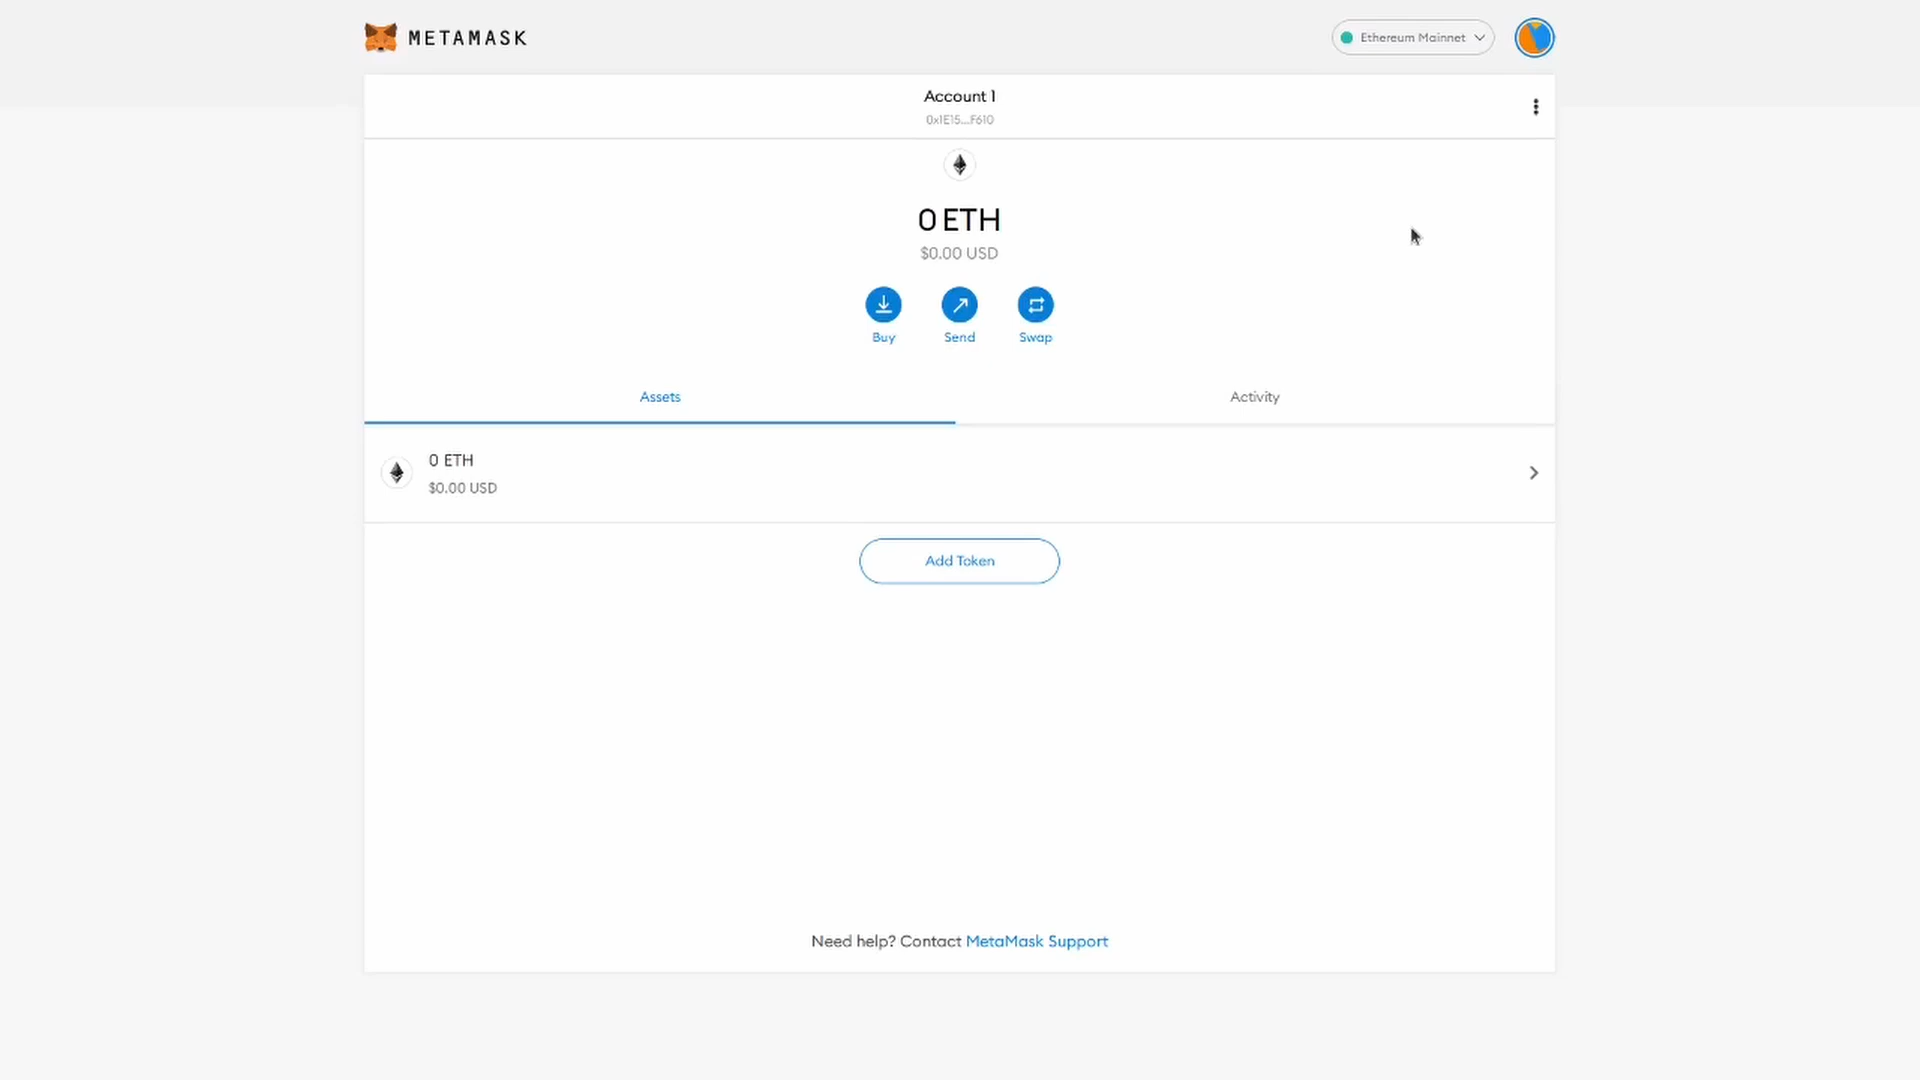 METAMASK
Ethereum Mainnet
Account 1
0x1E15...F610
0 ETH
$0.00 USD
Buy
Send
Swap
Assets
Activity
0 ETH
$0.00 USD
Add Token
Need help? Contact MetaMask Support